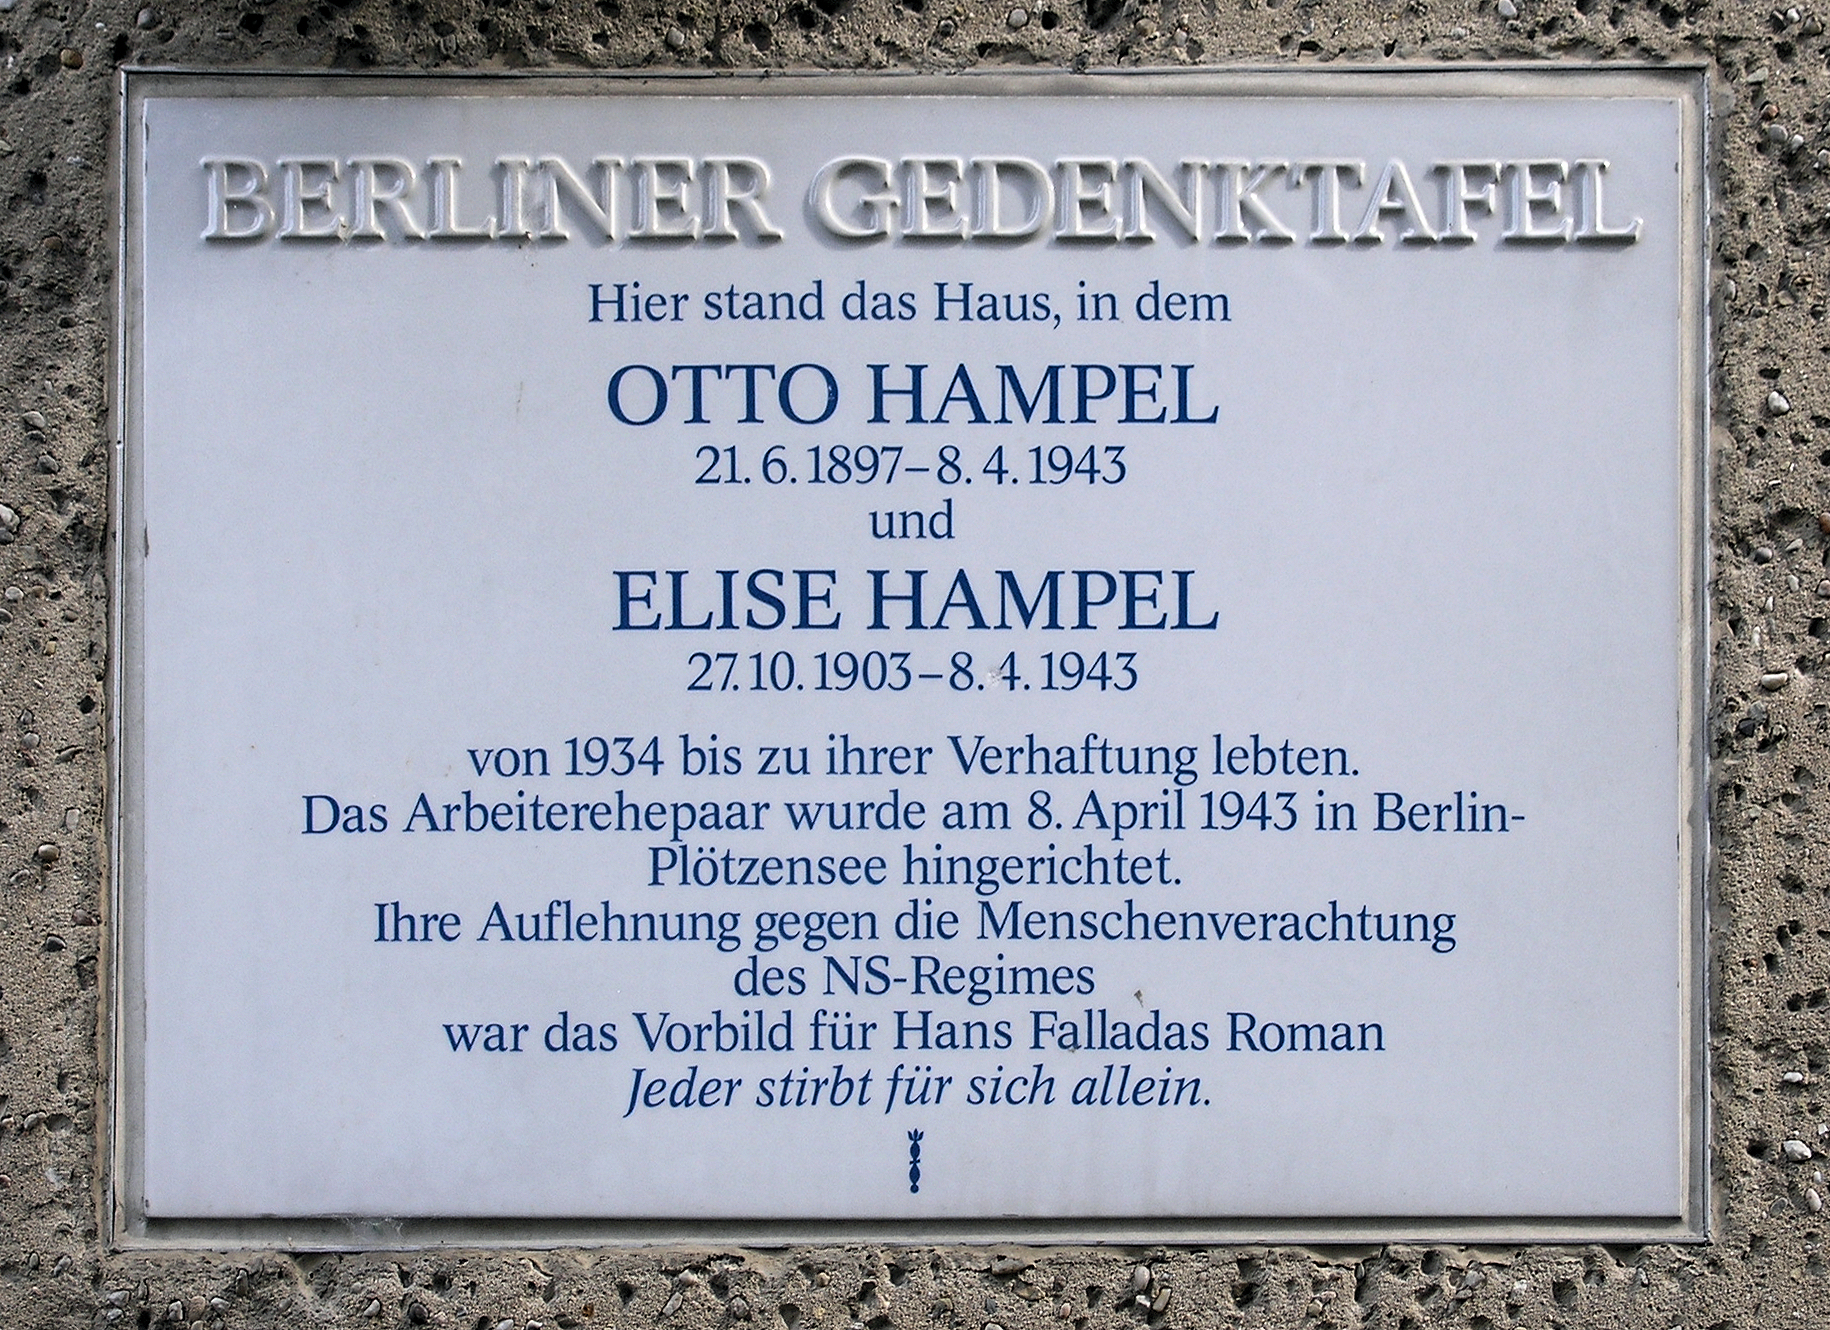 BERLINER GEDENKTAFEL
Hier stand das Haus, in dem
OTTO HAMPEL
21. 6. 1897–8. 4. 1943
und
ELISE HAMPEL
27. 10. 1903–8. 4. 1943
von 1934 bis zu ihrer Verhaftung lebten.
Das Arbeiterehepaar wurde am 8. April 1943 in Berlin-
Plötzensee hingerichtet.
Ihre Auflehnung gegen die Menschenverachtung
des NS-Regimes
war das Vorbild für Hans Falladas Roman
Jeder stirbt für sich allein.